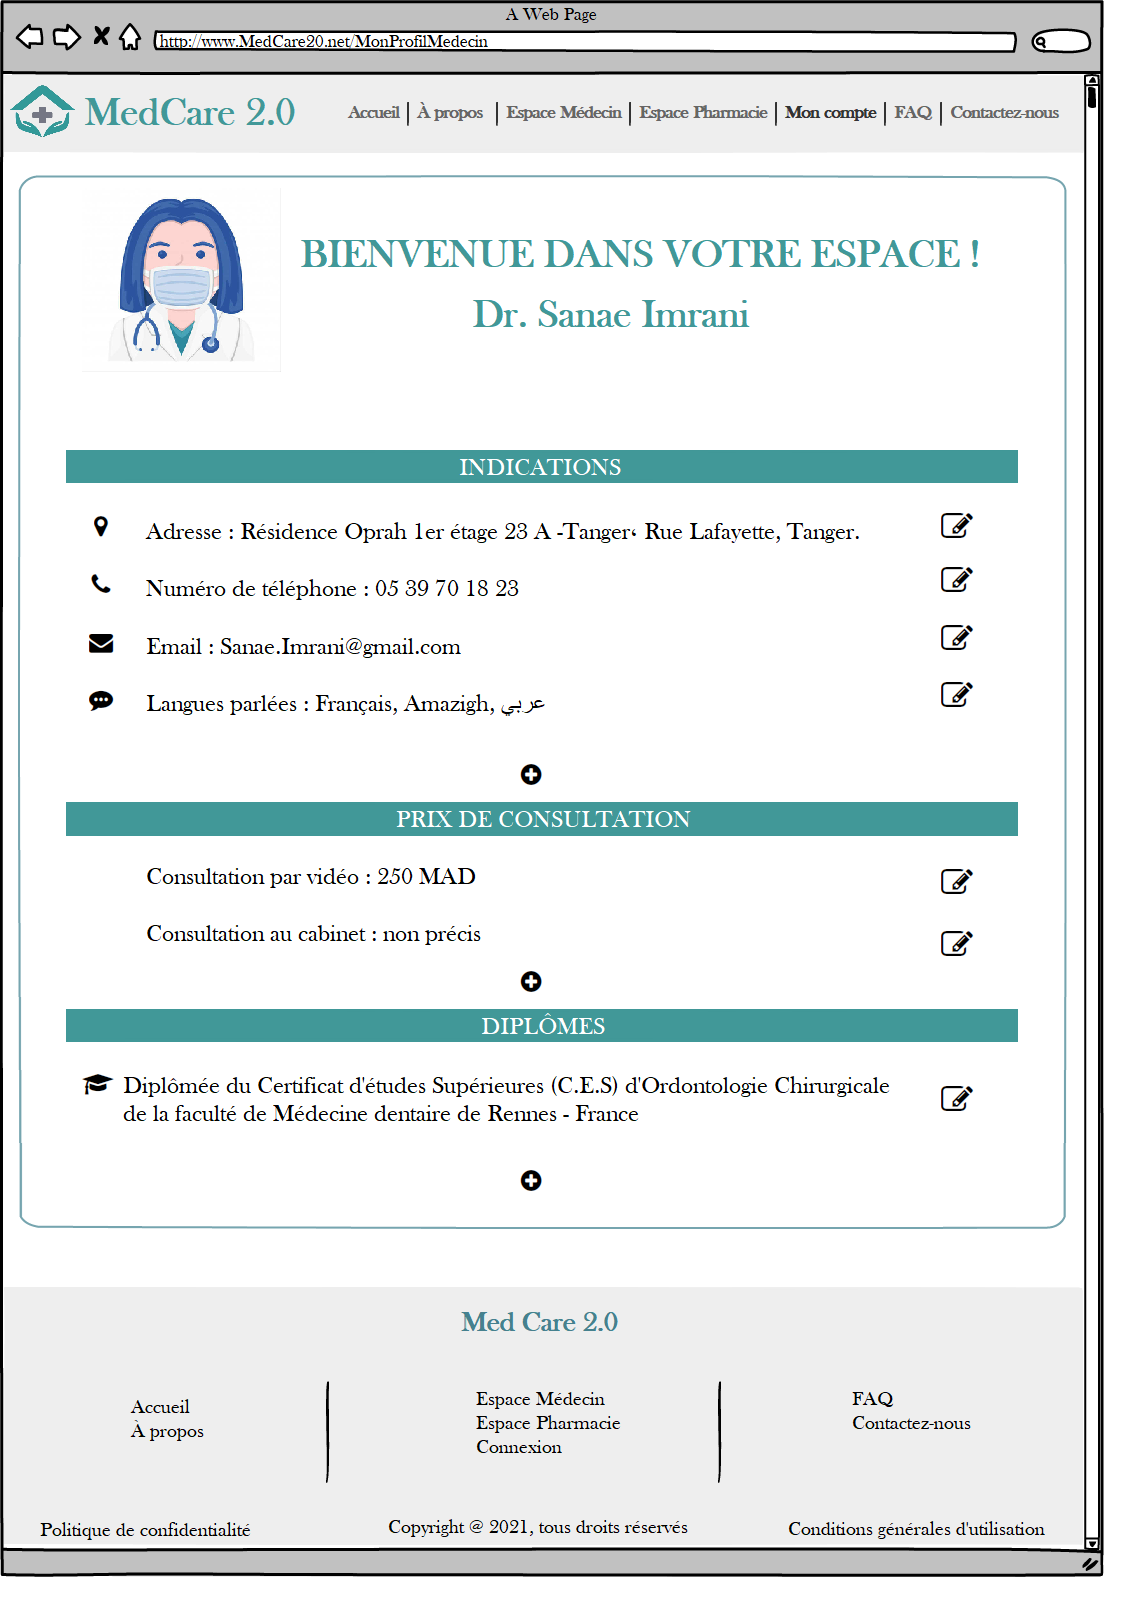 A Web Page
http://www.MedCare20.net/MonProfilMedecin
MedCare 2.0
Accueil | À propos | Espace Médecin | Espace Pharmacie | Mon compte | FAQ | Contactez-nous
BIENVENUE DANS VOTRE ESPACE !
Dr. Sanae Imrani
INDICATIONS
Adresse : Résidence Oprah 1er étage 23 A -Tanger، Rue Lafayette, Tanger.
Numéro de téléphone : 05 39 70 18 23
Email : Sanae.Imrani@gmail.com
Langues parlées : Français, Amazigh, عربي
PRIX DE CONSULTATION
Consultation par vidéo : 250 MAD
Consultation au cabinet : non précis
DIPLÔMES
Diplômée du Certificat d'études Supérieures (C.E.S) d'Ordontologie Chirurgicale
de la faculté de Médecine dentaire de Rennes - France
Med Care 2.0
Accueil
À propos
Espace Médecin
Espace Pharmacie
Connexion
FAQ
Contactez-nous
Politique de confidentialité
Copyright @ 2021, tous droits réservés
Conditions générales d'utilisation